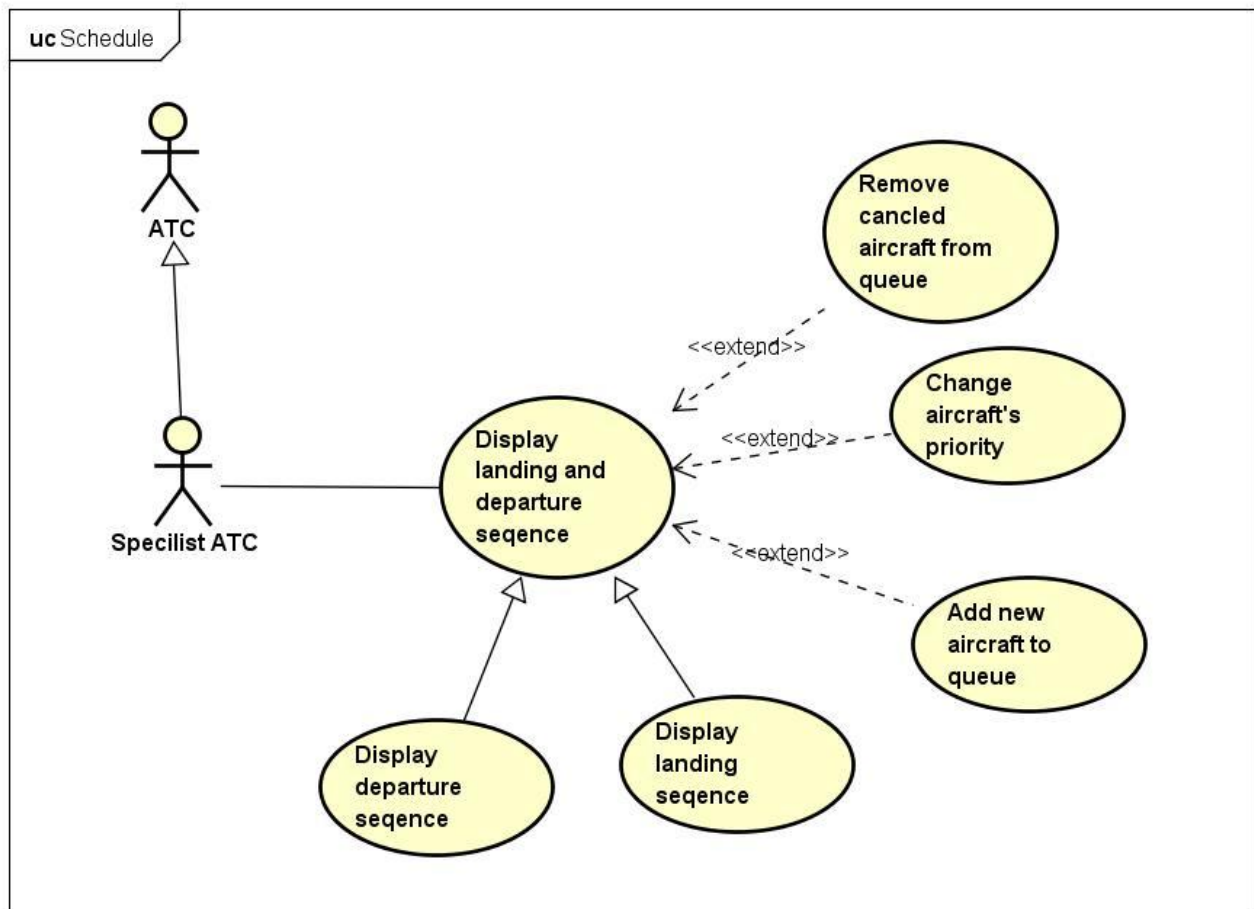 uc Schedule
ATC
Specilist ATC
Display
landing and
departure
seqence
Remove
cancled
aircraft from
queue
<<extend>>
Change
aircraft's
priority
<<extend>>
<<extend>>
Add new
aircraft to
queue
Display
departure
seqence
Display
landing
seqence